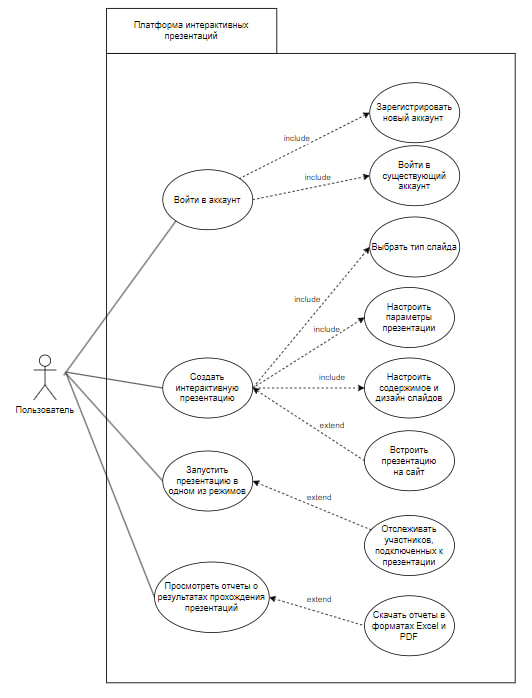 Платформа интерактивных
презентаций
Зарегистрировать
новый аккаунт
include
Войти в
существующий
аккаунт
include
Войти в аккаунт
Выбрать тип слайда
include
Настроить
параметры
презентации
include
Создать
интерактивную
презентацию
include
Настроить
содержимое и
дизайн слайдов
Пользователь
extend
Встроить
презентацию
на сайт
Запустить
презентацию в
одном из режимов
extend
Отслеживать
участников,
подключенных к
презентации
Просмотреть отчеты о
результатах прохождения
презентаций
extend
Скачать отчеты в
форматах Excel и
PDF